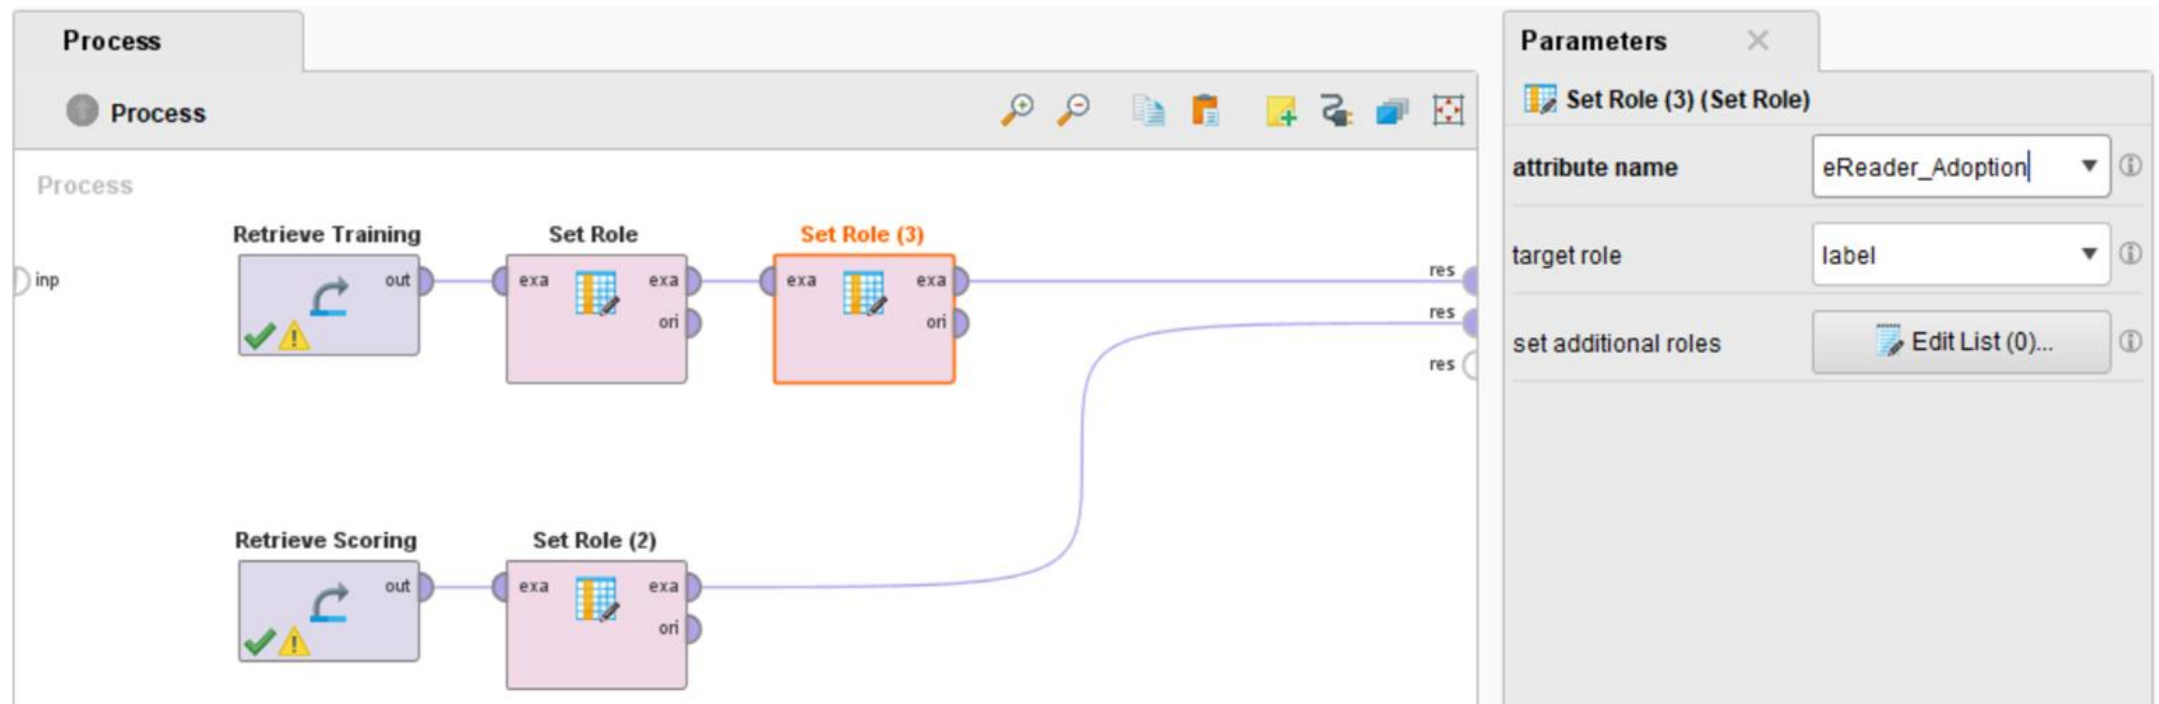 Process
Process
Process
Retrieve Training
Set Role
Set Role (3)
inp
out
exa
exa
ori
exa
exa
ori
res
res
res
Retrieve Scoring
Set Role (2)
out
exa
exa
ori
Parameters
Set Role (3) (Set Role)
attribute name
eReader_Adoption
target role
label
set additional roles
Edit List (0)...